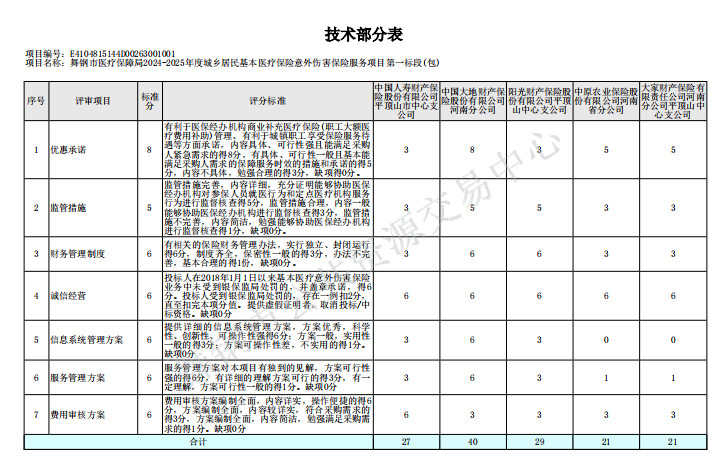 技术部分表
项目编号：E4104815144D00263001001
项目名称：舞钢市医疗保障局2024-2025年度城乡居民基本医疗保险意外伤害保险服务项目第一标段(包)
序号 评审项目 标准分 评分标准 中国人寿财产保险股份有限公司平顶山市中心支公司 中国大地财产保险股份有限公司河南分公司 阳光财产保险股份有限公司平顶山中心支公司 中原农业保险股份有限公司河南省分公司 大家财产保险有限责任公司河南分公司平顶山中心支公司
1 优惠承诺 8 3 8 3 5 5
有利于医保经办机构商业补充医疗保险(职工大额医
疗费用补助)管理、有利于城镇职工享受保险服务待
遇等方面承诺，内容具体、可行性强且能满足采购
人紧急需求的得8分，有具体、可行性一般且基本能
满足采购人需求的保障服务时效的措施和承诺的得5
分，内容不具体，勉强合理的得3分，缺项得0分。
2 监管措施 5 3 5 5 3 3
监管措施完善，内容详细，充分证明能够协助医保
经办机构对参保人员就医行为和定点医疗机构服务
行为进行监督核查得5分，监管措施合理，内容一般
能够协助医保经办机构进行监督核查得3分，监管措
施不完善，内容简洁，勉强能够协助医保经办机构
进行监督核查得1分，缺项0分。
3 财务管理制度 6 3 6 6 3 3
有相关的保险财务管理办法，实行独立、封闭运行
得6分，制度齐全，保密性一般的得3分，办法不完
善，基本合理的得1份，缺项0分。
4 诚信经营 6 6 6 6 6 6
投标人在2018年1月1日以来基本医疗意外伤害保险
业务中未受到银保监局处罚的，并盖章承诺，得6
分。投标人受到银保监局处罚的，存在一例扣2分，
直至扣完本项分值。提供虚假证明者，取消投标/中
标资格。缺项0分
5 信息系统管理方案 6 3 6 3 0 0
提供详细的信息系统管理方案，方案优秀，科学
性、创新性、可操作性强得6分；方案一般，实用性
一般的得3分；方案可操作性差，不实用的得1分。
缺项0分
6 服务管理方案 6 3 6 3 1 1
服务管理方案对本项目有独到的见解，方案可行性
强的得6分，有详细的理解方案可行的得3分，有一
定理解，方案可行性一般的得1分。缺项0分
7 费用审核方案 6 6 3 3 3 3
费用审核方案编制全面，内容详实，操作便捷的得6
分，方案编制全面，内容较详实，符合采购需求的
得3分，方案编制全面，内容简洁，勉强满足采购需
求的得1分。缺项0分
合计 27 40 29 21 21